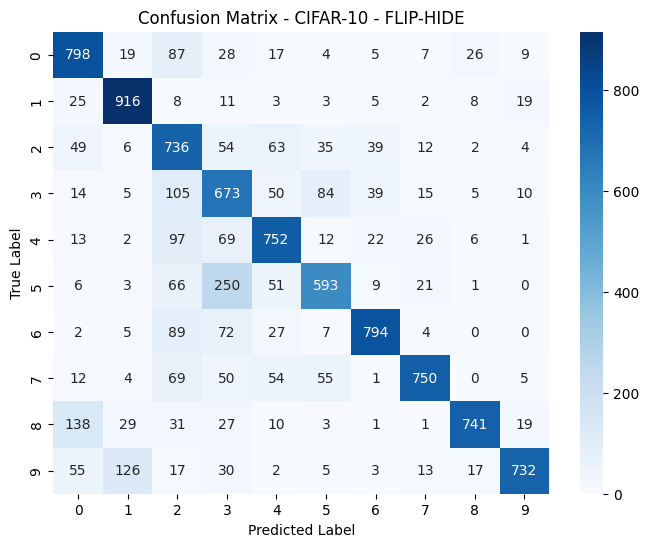 Confusion Matrix - CIFAR-10 - FLIP-HIDE
0 798 19 87 28 17 4 5 7 26 9
1 25 916 8 11 3 3 5 2 8 19
2 49 6 736 54 63 35 39 12 2 4
3 14 5 105 673 50 84 39 15 5 10
4 13 2 97 69 752 12 22 26 6 1
5 6 3 66 250 51 593 9 21 1 0
6 2 5 89 72 27 7 794 4 0 0
7 12 4 69 50 54 55 1 750 0 5
8 138 29 31 27 10 3 1 1 741 19
9 55 126 17 30 2 5 3 13 17 732
0 1 2 3 4 5 6 7 8 9
Predicted Label
True Label
800
600
400
200
0